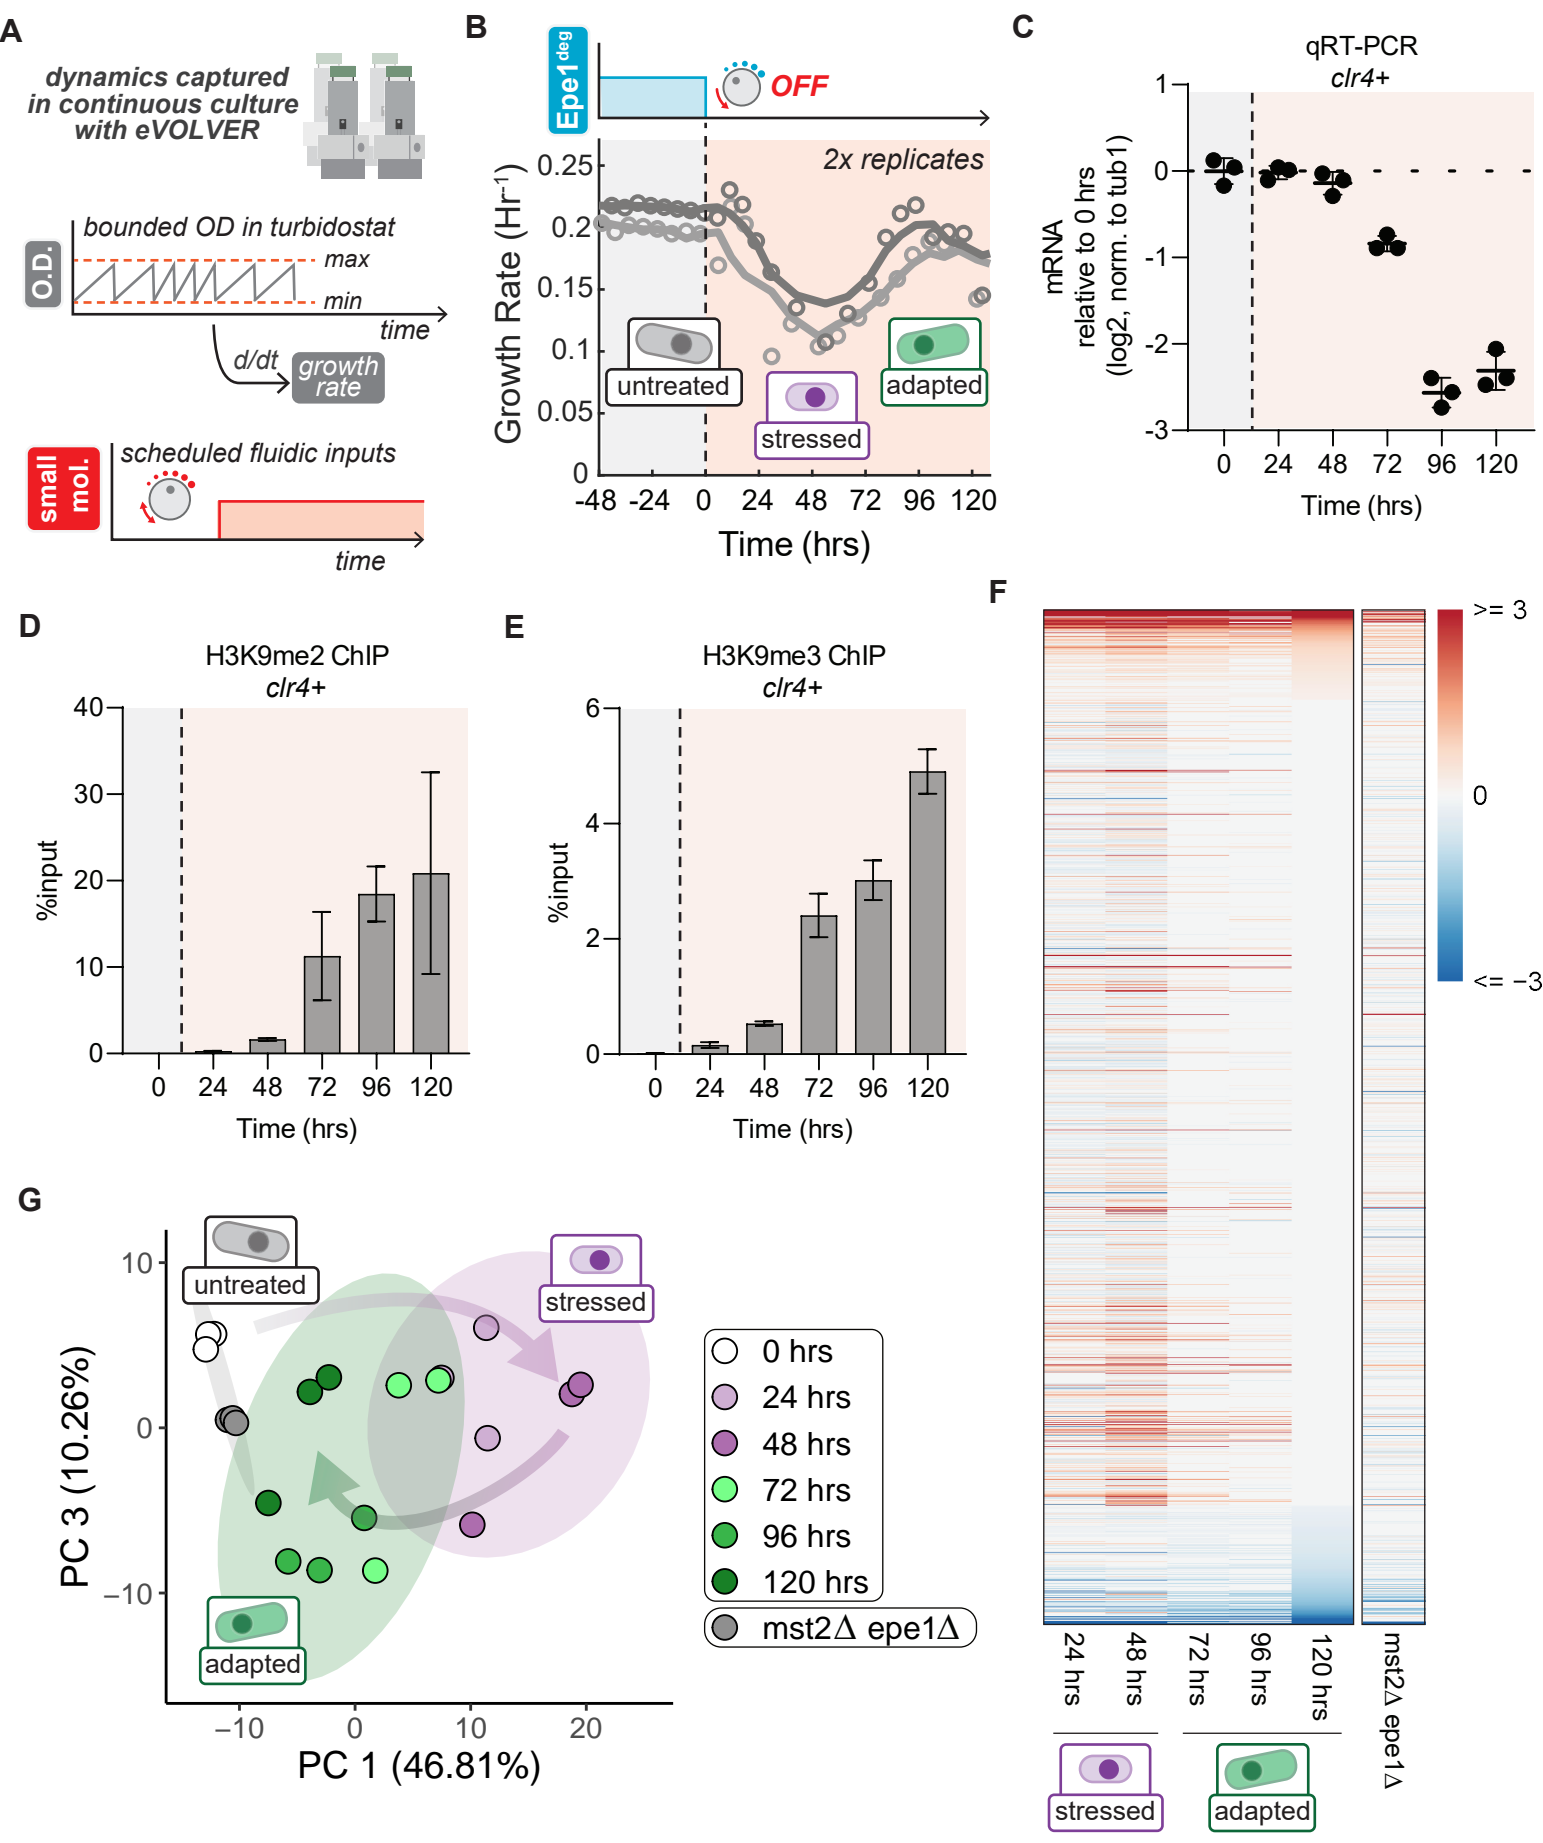 A
dynamics captured
in continuous culture
with eVOLVER
O.D.
bounded OD in turbidostat
max
min
time
d/dt
growth
rate
small
mol.
scheduled fluidic inputs
time
B
Epe1deg
OFF
2x replicates
Growth Rate (Hr-1)
0.25
0.2
0.15
0.1
0.05
0
untreated
stressed
adapted
-48 -24 0 24 48 72 96 120
Time (hrs)
C
qRT-PCR
clr4+
mRNA
relative to 0 hrs
(log2, norm. to tub1)
1
0
-1
-2
-3
0 24 48 72 96 120
Time (hrs)
D
H3K9me2 ChIP
clr4+
%input
40
30
20
10
0
0 24 48 72 96 120
Time (hrs)
E
H3K9me3 ChIP
clr4+
%input
6
4
2
0
0 24 48 72 96 120
Time (hrs)
F
>= 3
0
<= −3
24 hrs
48 hrs
72 hrs
96 hrs
120 hrs
mst2Δ epe1Δ
stressed
adapted
G
untreated
stressed
adapted
PC 3 (10.26%)
10
0
−10
−10 0 10 20
PC 1 (46.81%)
0 hrs
24 hrs
48 hrs
72 hrs
96 hrs
120 hrs
mst2Δ epe1Δ